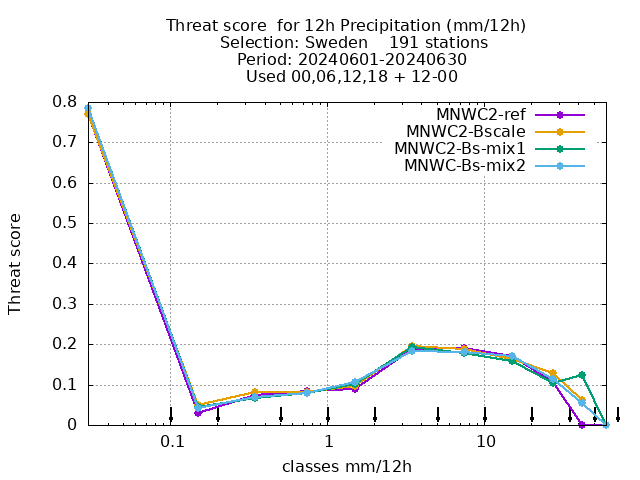 Threat score  for 12h Precipitation (mm/12h)
Selection: Sweden    191 stations
Period: 20240601-20240630
Used 00,06,12,18 + 12-00
MNWC2-ref
MNWC2-Bscale
MNWC2-Bs-mix1
MNWC-Bs-mix2
Threat score
0.8
0.7
0.6
0.5
0.4
0.3
0.2
0.1
0
0.1 1 10
classes mm/12h